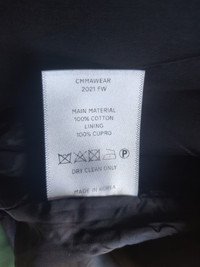 CMMAWEAR
2021 FW
MAIN MATERIAL
100% COTTON
LINING
100% CUPRO
P
DRY CLEAN ONLY
MADE IN KOREA